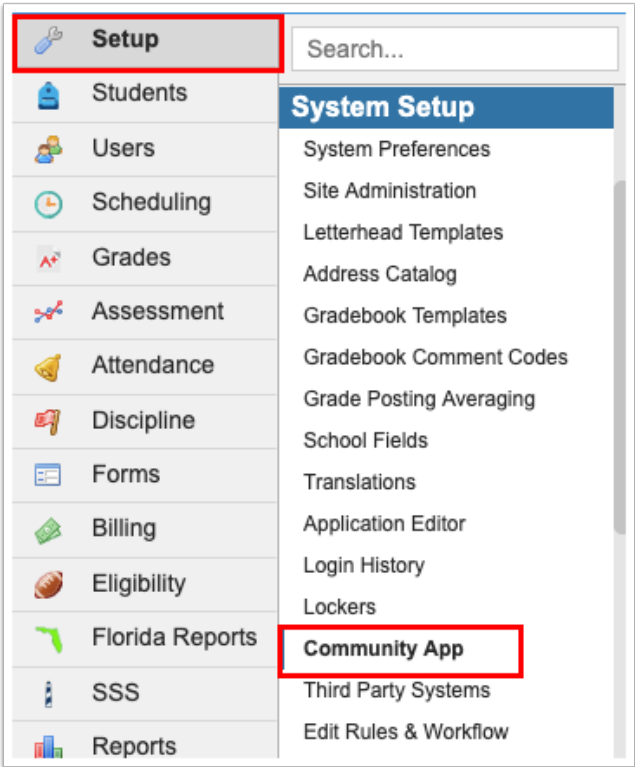 Setup
Students
Users
Scheduling
Grades
Assessment
Attendance
Discipline
Forms
Billing
Eligibility
Florida Reports
SSS
Reports
Search...
System Setup
System Preferences
Site Administration
Letterhead Templates
Address Catalog
Gradebook Templates
Gradebook Comment Codes
Grade Posting Averaging
School Fields
Translations
Application Editor
Login History
Lockers
Community App
Third Party Systems
Edit Rules & Workflow